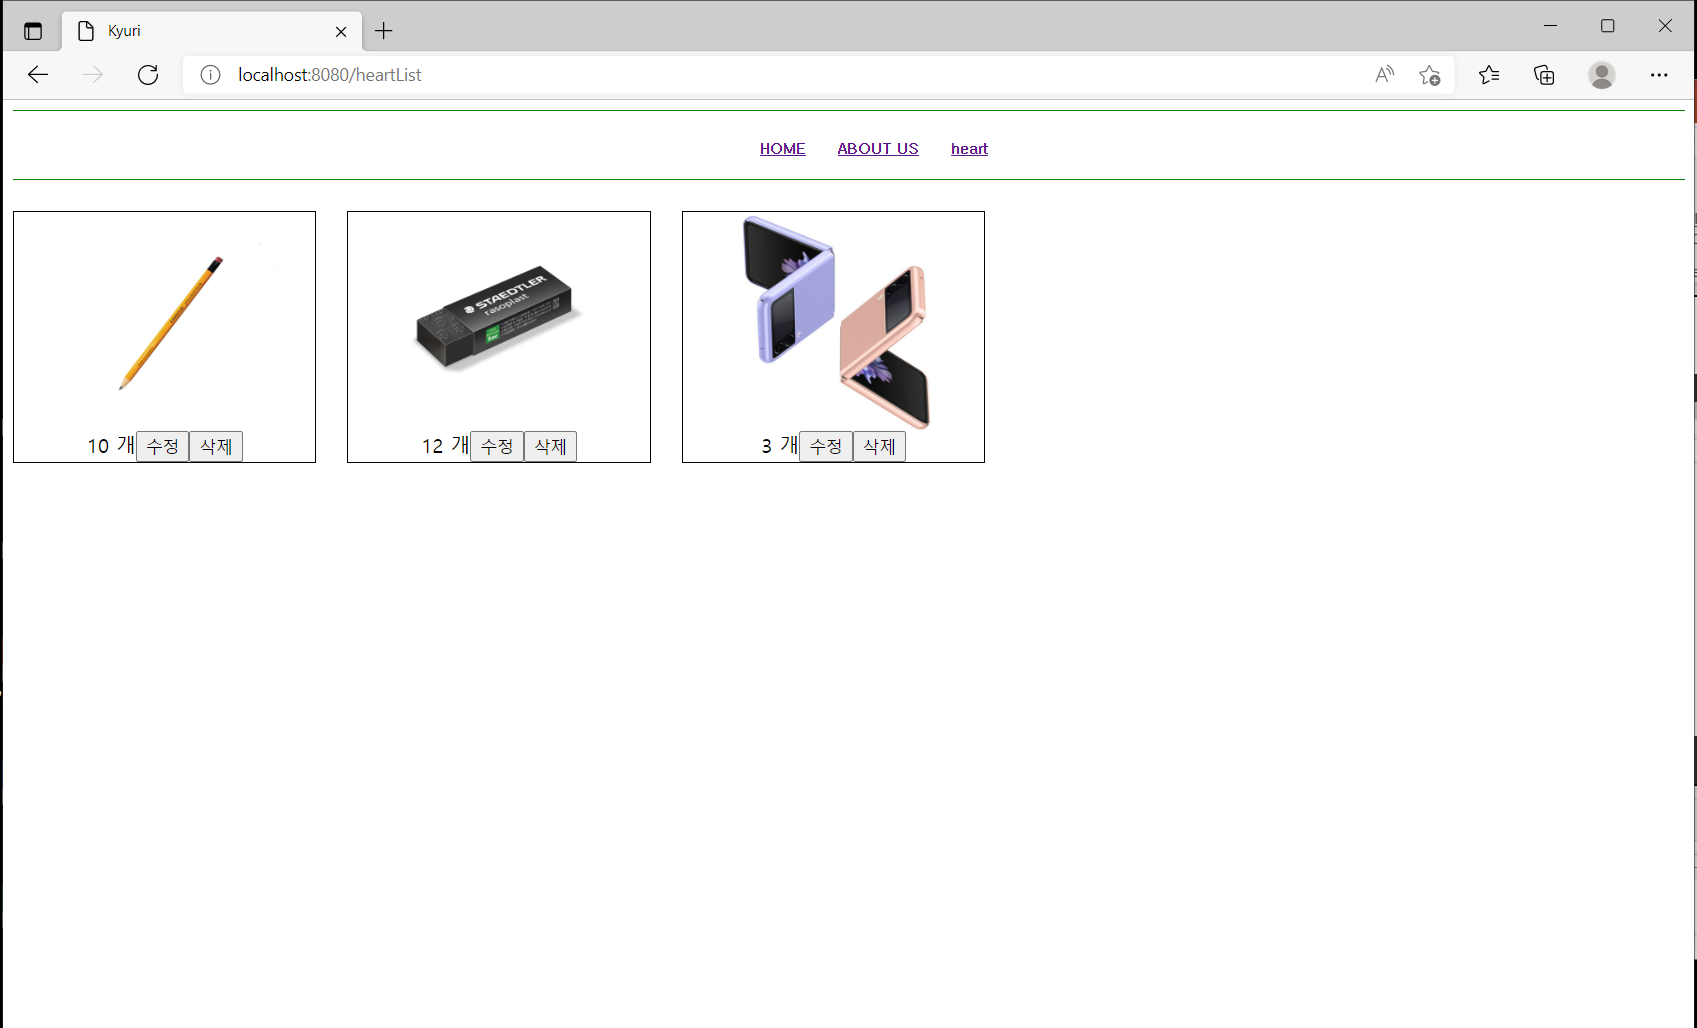 Kyuri
localhost:8080/heartList
HOME ABOUT US heart
STAEDTLER
rasoplast
10 개 수정 삭제
12 개 수정 삭제
3 개 수정 삭제